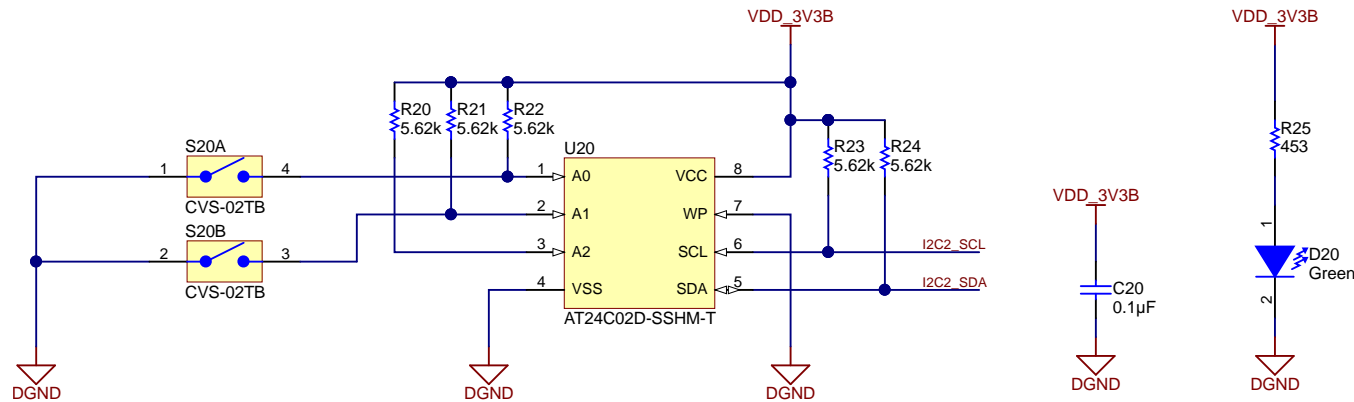 VDD_3V3B
VDD_3V3B
R20
5.62k
R21
5.62k
R22
5.62k
R23
5.62k
R24
5.62k
R25
453
S20A
1
4
CVS-02TB
S20B
2
3
CVS-02TB
U20
1
A0
2
A1
3
A2
4
VSS
VCC
8
WP
7
SCL
6
SDA
5
AT24C02D-SSHM-T
I2C2_SCL
I2C2_SDA
VDD_3V3B
C20
0.1µF
1
D20
Green
2
DGND
DGND
DGND
DGND
DGND